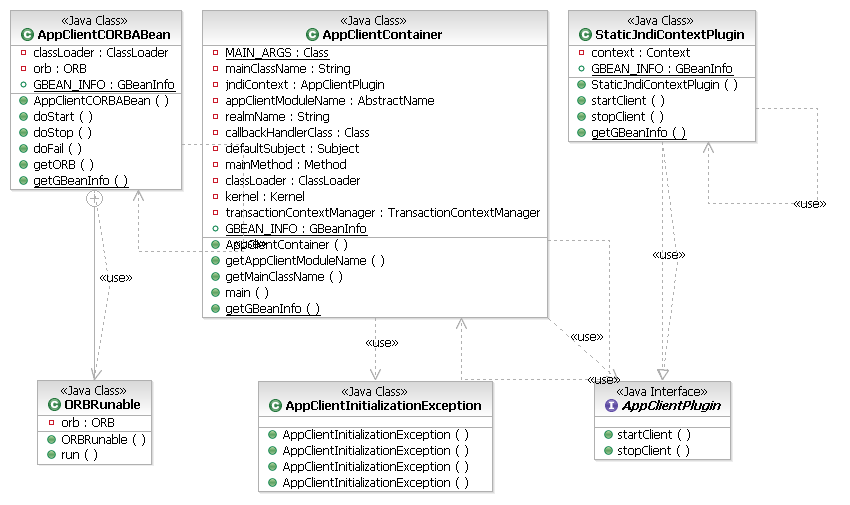 «Java Class»
AppClientCORBABean
classLoader : ClassLoader
orb : ORB
GBEAN_INFO : GBeanInfo
AppClientCORBABean ( )
doStart ( )
doStop ( )
doFail ( )
getORB ( )
getGBeanInfo ( )
«Java Class»
AppClientContainer
MAIN_ARGS : Class
mainClassName : String
jndiContext : AppClientPlugin
appClientModuleName : AbstractName
realmName : String
callbackHandlerClass : Class
defaultSubject : Subject
mainMethod : Method
classLoader : ClassLoader
kernel : Kernel
transactionContextManager : TransactionContextManager
GBEAN_INFO : GBeanInfo
AppClientContainer ( )
getAppClientModuleName ( )
getMainClassName ( )
main ( )
getGBeanInfo ( )
«Java Class»
StaticJndiContextPlugin
context : Context
GBEAN_INFO : GBeanInfo
StaticJndiContextPlugin ( )
startClient ( )
stopClient ( )
getGBeanInfo ( )
«use»
«use»
«use»
«use»
«use»
«use»
«Java Class»
ORBRunable
orb : ORB
ORBRunable ( )
run ( )
«Java Class»
AppClientInitializationException
AppClientInitializationException ( )
AppClientInitializationException ( )
AppClientInitializationException ( )
AppClientInitializationException ( )
«Java Interface»
AppClientPlugin
startClient ( )
stopClient ( )